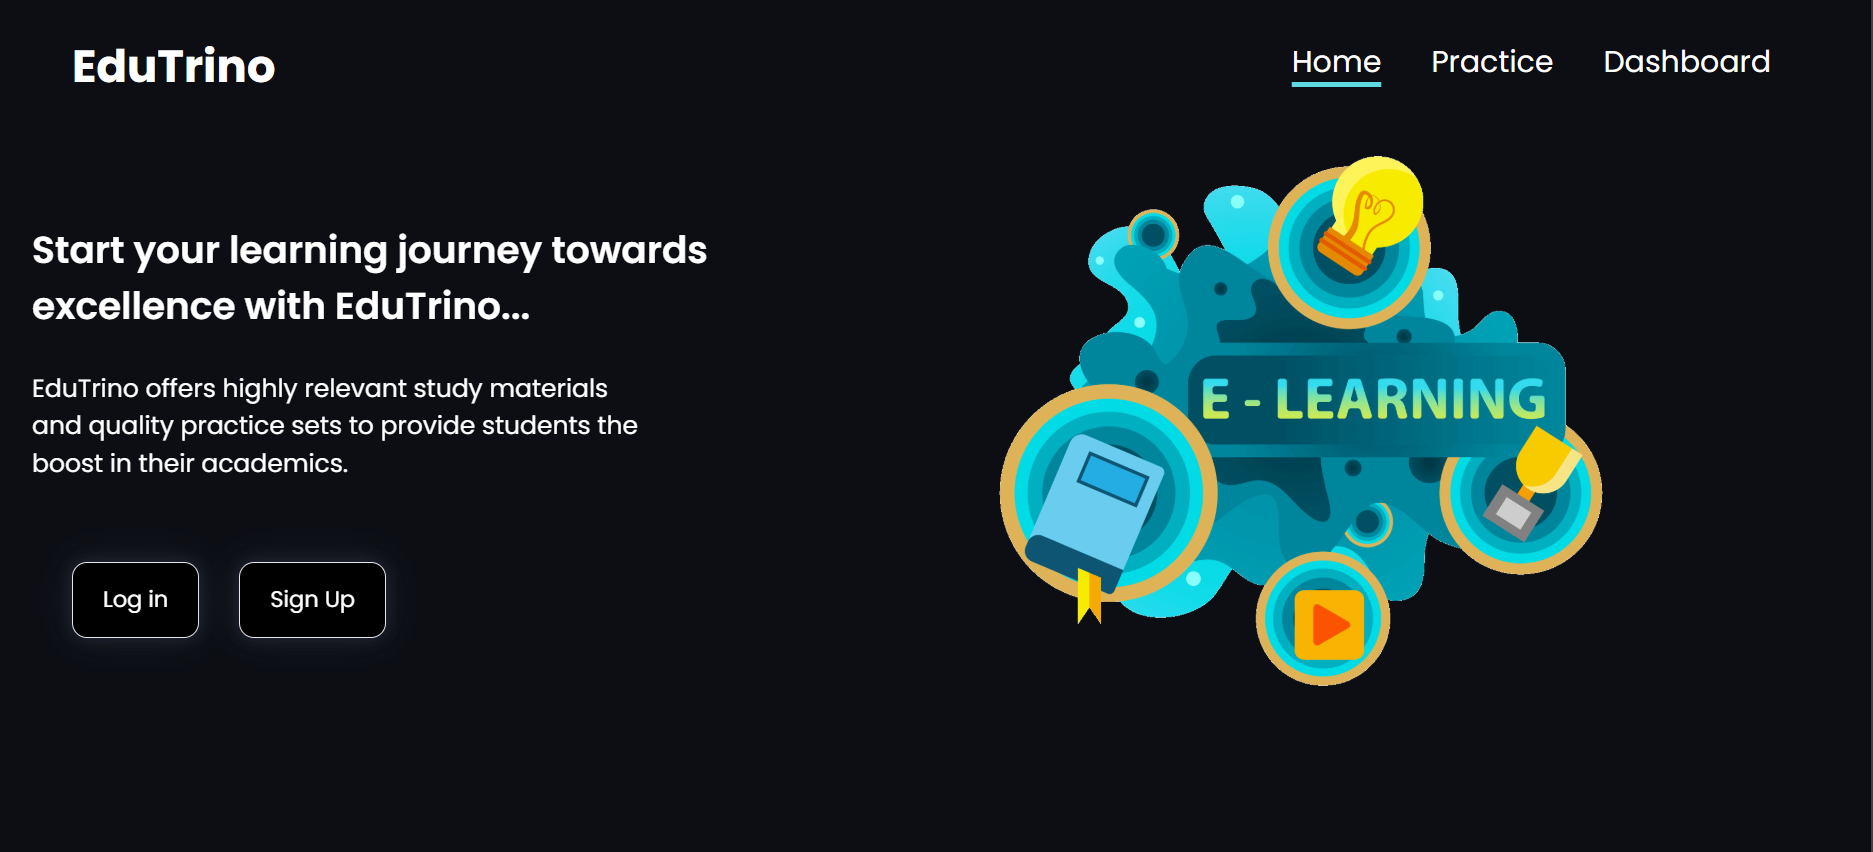 EduTrino
Home Practice Dashboard
Start your learning journey towards
excellence with EduTrino...
EduTrino offers highly relevant study materials
and quality practice sets to provide students the
boost in their academics.
Log in Sign Up
E - LEARNING